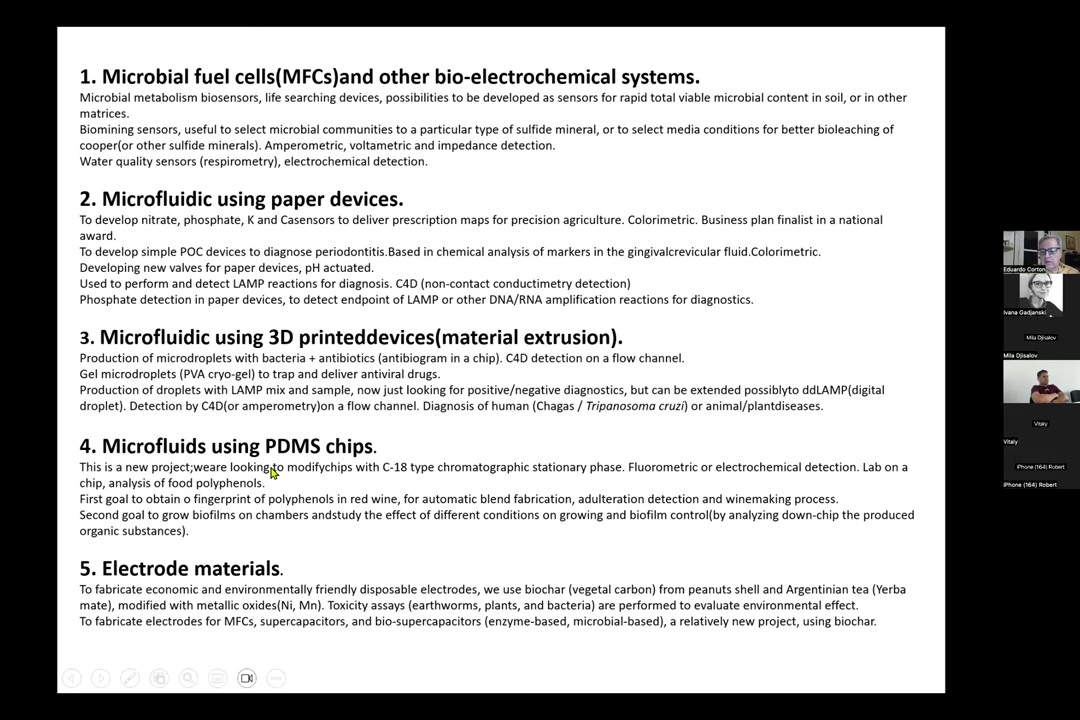 1. Microbial fuel cells(MFCs)and other bio-electrochemical systems.
Microbial metabolism biosensors, life searching devices, possibilities to be developed as sensors for rapid total viable microbial content in soil, or in other
matrices.
Biomining sensors, useful to select microbial communities to a particular type of sulfide mineral, or to select media conditions for better bioleaching of
cooper(or other sulfide minerals). Amperometric, voltametric and impedance detection.
Water quality sensors (respirometry), electrochemical detection.
2. Microfluidic using paper devices.
To develop nitrate, phosphate, K and Casensors to deliver prescription maps for precision agriculture. Colorimetric. Business plan finalist in a national
award.
To develop simple POC devices to diagnose periodontitis.Based in chemical analysis of markers in the gingivalcrevicular fluid.Colorimetric.
Developing new valves for paper devices, pH actuated.
Used to perform and detect LAMP reactions for diagnosis. C4D (non-contact conductimetry detection)
Phosphate detection in paper devices, to detect endpoint of LAMP or other DNA/RNA amplification reactions for diagnostics.
3. Microfluidic using 3D printeddevices(material extrusion).
Production of microdroplets with bacteria + antibiotics (antibiogram in a chip). C4D detection on a flow channel.
Gel microdroplets (PVA cryo-gel) to trap and deliver antiviral drugs.
Production of droplets with LAMP mix and sample, now just looking for positive/negative diagnostics, but can be extended possiblyto ddLAMP(digital
droplet). Detection by C4D(or amperometry)on a flow channel. Diagnosis of human (Chagas / Tripanosoma cruzi) or animal/plantdiseases.
4. Microfluids using PDMS chips.
This is a new project;weare looking to modifychips with C-18 type chromatographic stationary phase. Fluorometric or electrochemical detection. Lab on a
chip, analysis of food polyphenols.
First goal to obtain o fingerprint of polyphenols in red wine, for automatic blend fabrication, adulteration detection and winemaking process.
Second goal to grow biofilms on chambers andstudy the effect of different conditions on growing and biofilm control(by analyzing down-chip the produced
organic substances).
5. Electrode materials.
To fabricate economic and environmentally friendly disposable electrodes, we use biochar (vegetal carbon) from peanuts shell and Argentinian tea (Yerba
mate), modified with metallic oxides(Ni, Mn). Toxicity assays (earthworms, plants, and bacteria) are performed to evaluate environmental effect.
To fabricate electrodes for MFCs, supercapacitors, and bio-supercapacitors (enzyme-based, microbial-based), a relatively new project, using biochar.
Eduardo Corton
Ivana Gadjanski
Mila Djisalov
Mila Djisalov
Vitaly
Vitaly
iPhone (164) Robert
iPhone (164) Robert